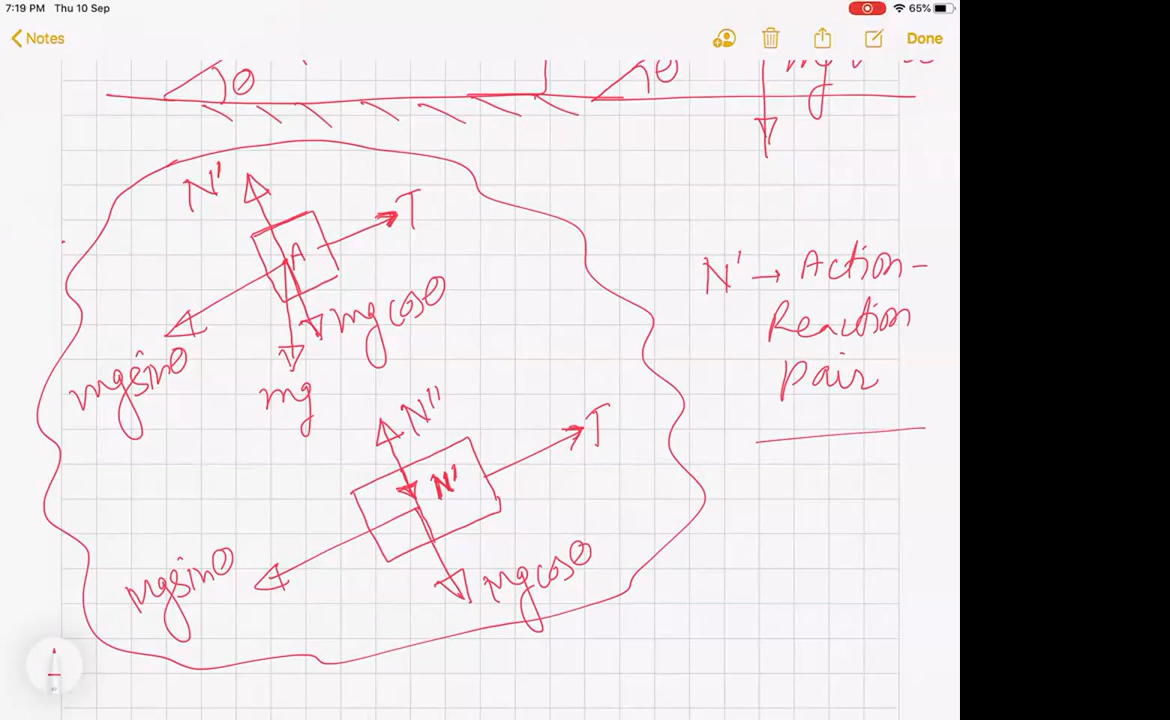 7:19 PM Thu 10 Sep
65%
Notes
Done
θ
θ
N'
T
A
mg cosθ
mg sinθ
mg
N' → Action-
Reaction
pair
N''
T
N'
mg sinθ
mg cosθ